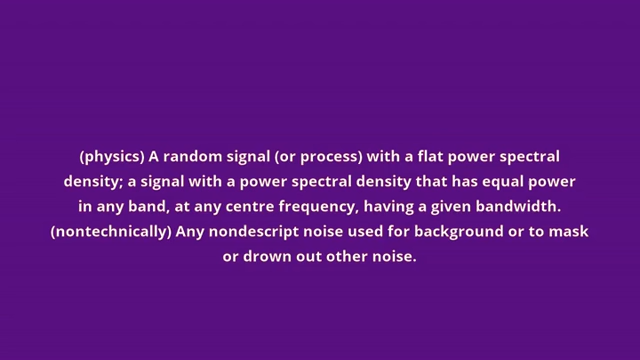 (physics) A random signal (or process) with a flat power spectral
density; a signal with a power spectral density that has equal power
in any band, at any centre frequency, having a given bandwidth.
(nontechnically) Any nondescript noise used for background or to mask
or drown out other noise.